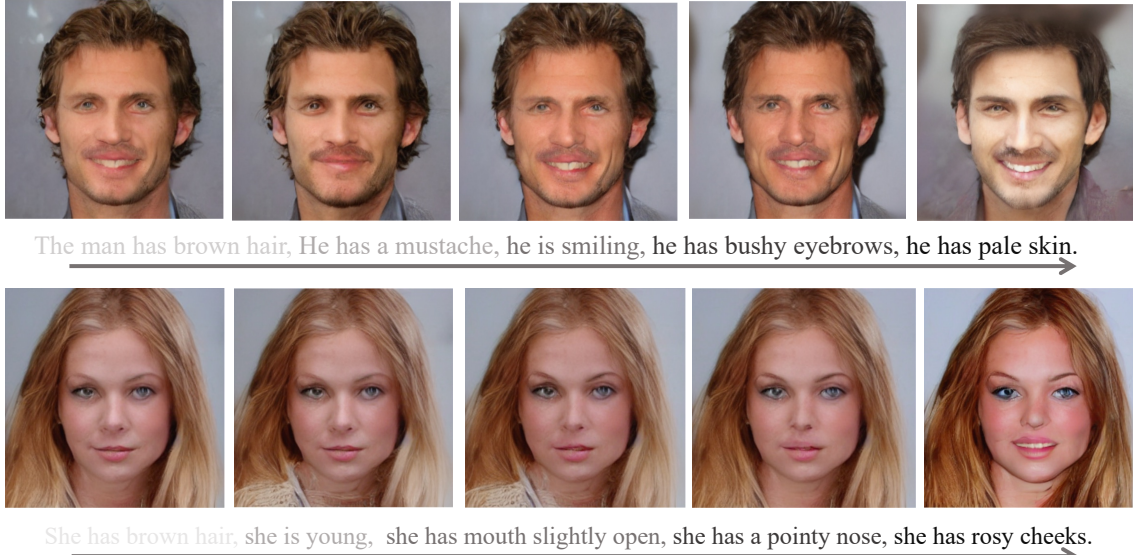 The man has brown hair, He has a mustache, he is smiling, he has bushy eyebrows, he has pale skin.
She has brown hair, she is young, she has mouth slightly open, she has a pointy nose, she has rosy cheeks.